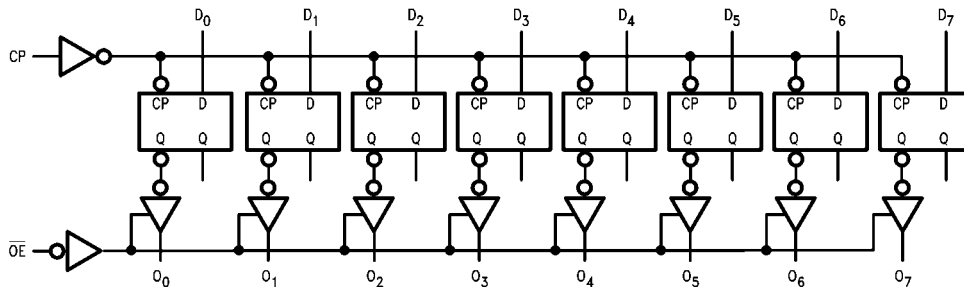 D0 D1 D2 D3 D4 D5 D6 D7
CP
CP D CP D CP D CP D CP D CP D CP D CP D
Q Q Q Q Q Q Q Q Q Q Q Q Q Q Q Q
O̅E̅
O0 O1 O2 O3 O4 O5 O6 O7